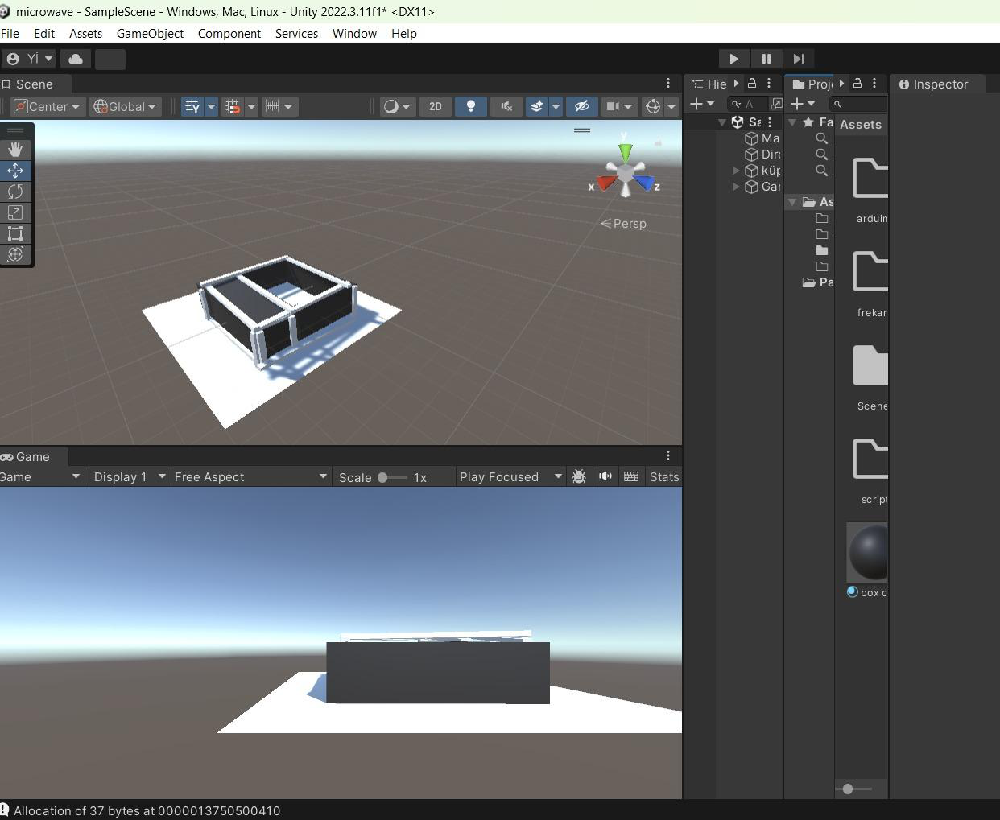 microwave - SampleScene - Windows, Mac, Linux - Unity 2022.3.11f1* <DX11>
File Edit Assets GameObject Component Services Window Help
Yİ
Scene
Center Global 2D
y
x
z
Persp
Game
Game Display 1 Free Aspect Scale 1x Play Focused Stats
Hie
A
Sa
Ma
Dire
küp
Gar
Proje
Fa
As
Pa
Assets
arduin
frekan
Scene
script
box c
Inspector
Allocation of 37 bytes at 0000013750500410